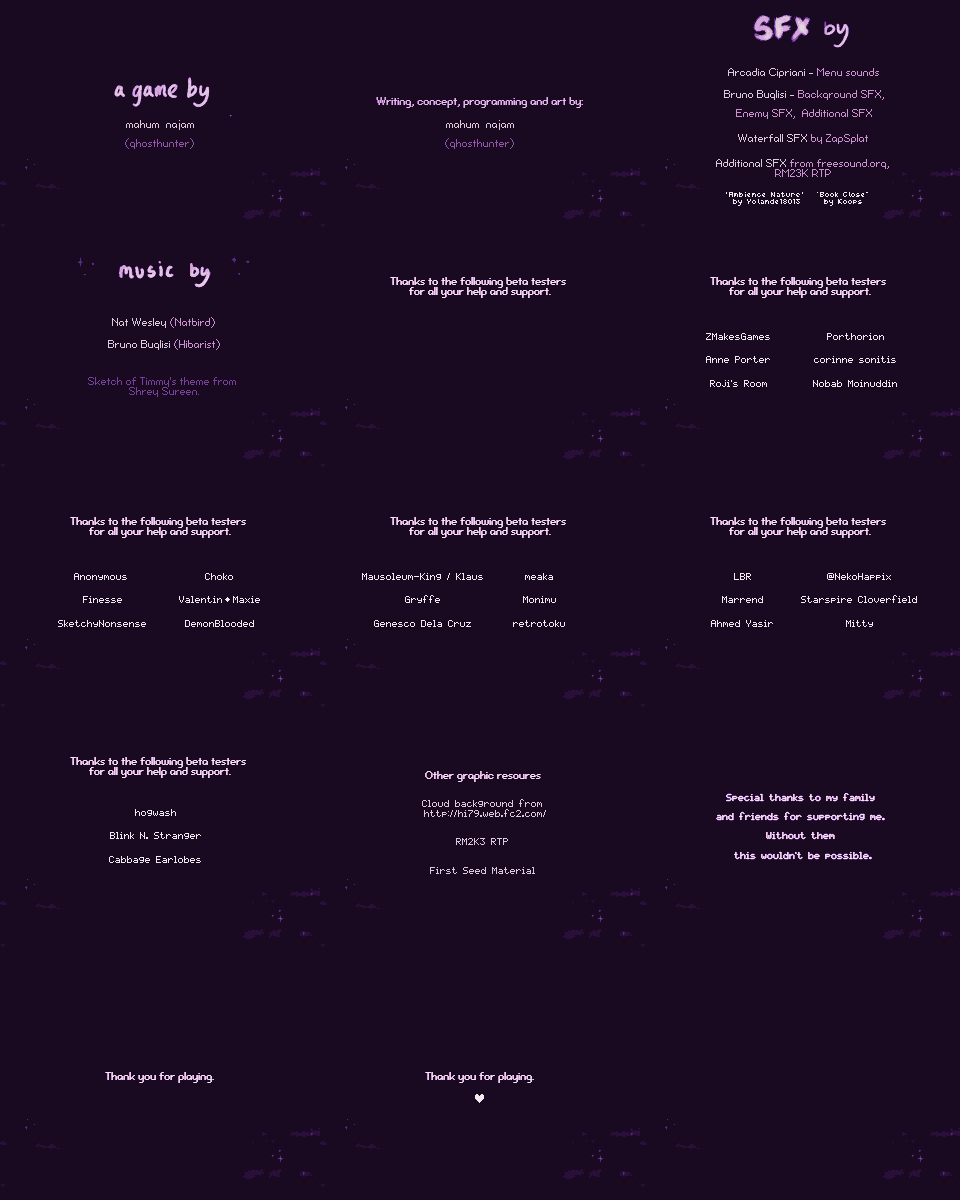 a game by
mahum najam
(ghosthunter)
Writing, concept, programming and art by:
mahum najam
(ghosthunter)
SFX by
Arcadia Cipriani - Menu sounds
Bruno Buglisi - Background SFX,
Enemy SFX, Additional SFX
Waterfall SFX by ZapSplat
Additional SFX from freesound.org,
RM23K RTP
'Ambience Nature' 'Book Close'
by Yolande18013 by Koops
music by
Nat Wesley (Natbird)
Bruno Buglisi (Hibarist)
Sketch of Timmy's theme from
Shrey Sureen.
Thanks to the following beta testers
for all your help and support.
Thanks to the following beta testers
for all your help and support.
ZMakesGames Porthorion
Anne Porter corinne sonitis
Roji's Room Nobab Moinuddin
Thanks to the following beta testers
for all your help and support.
Anonymous Choko
Finesse Valentin✦Maxie
SketchyNonsense DemonBlooded
Thanks to the following beta testers
for all your help and support.
Mausoleum-King / Klaus meaka
Gryffe Monimu
Genesco Dela Cruz retrotoku
Thanks to the following beta testers
for all your help and support.
LBR @NekoHappix
Marrend Starspire Cloverfield
Ahmed Yasir Mitty
Thanks to the following beta testers
for all your help and support.
hogwash
Blink N. Stranger
Cabbage Earlobes
Other graphic resoures
Cloud background from
http://hi79.web.fc2.com/
RM2K3 RTP
First Seed Material
Special thanks to my family
and friends for supporting me.
Without them
this wouldn't be possible.
Thank you for playing.
Thank you for playing.
♥